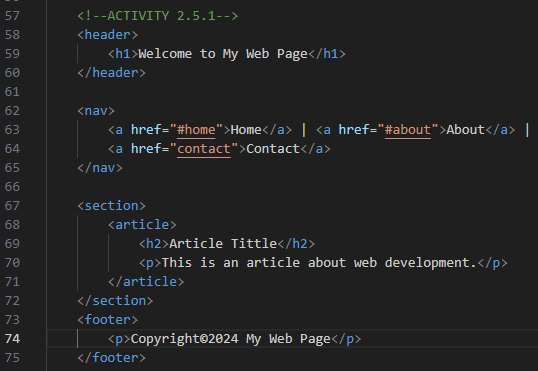 57 <!--ACTIVITY 2.5.1-->
58 <header>
59 <h1>Welcome to My Web Page</h1>
60 </header>
61
62 <nav>
63 <a href="#home">Home</a> | <a href="#about">About</a> |
64 <a href="contact">Contact</a>
65 </nav>
66
67 <section>
68 <article>
69 <h2>Article Tittle</h2>
70 <p>This is an article about web development.</p>
71 </article>
72 </section>
73 <footer>
74 <p>Copyright©2024 My Web Page</p>
75 </footer>